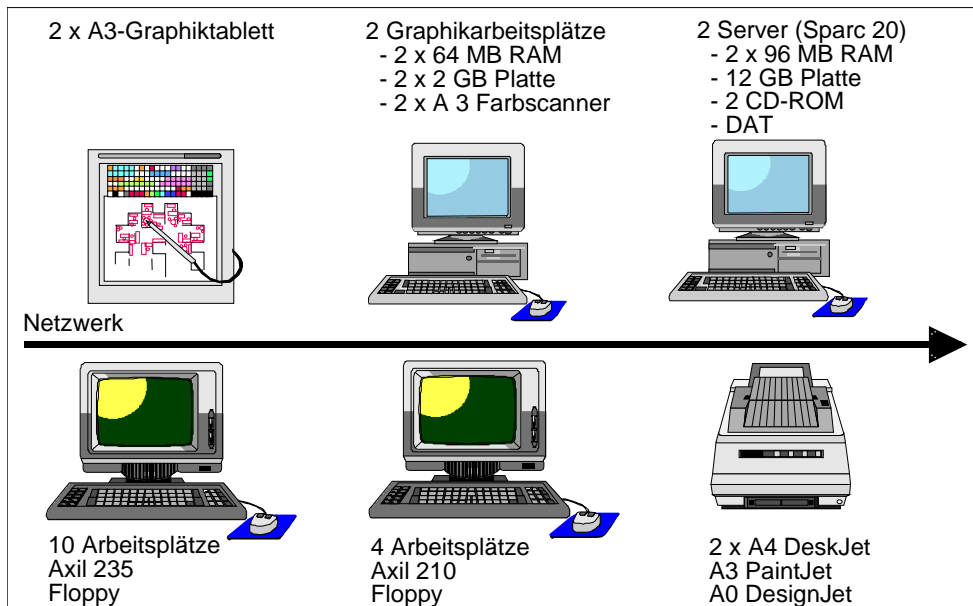 2 x A3-Graphiktablett
2 Graphikarbeitsplätze
- 2 x 64 MB RAM
- 2 x 2 GB Platte
- 2 x A 3 Farbscanner
2 Server (Sparc 20)
- 2 x 96 MB RAM
- 12 GB Platte
- 2 CD-ROM
- DAT
Netzwerk
10 Arbeitsplätze
Axil 235
Floppy
4 Arbeitsplätze
Axil 210
Floppy
2 x A4 DeskJet
A3 PaintJet
A0 DesignJet